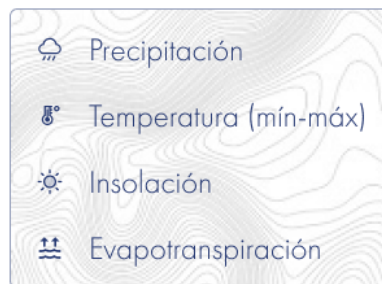 Precipitación
Temperatura (mín-máx)
Insolación
Evapotranspiración